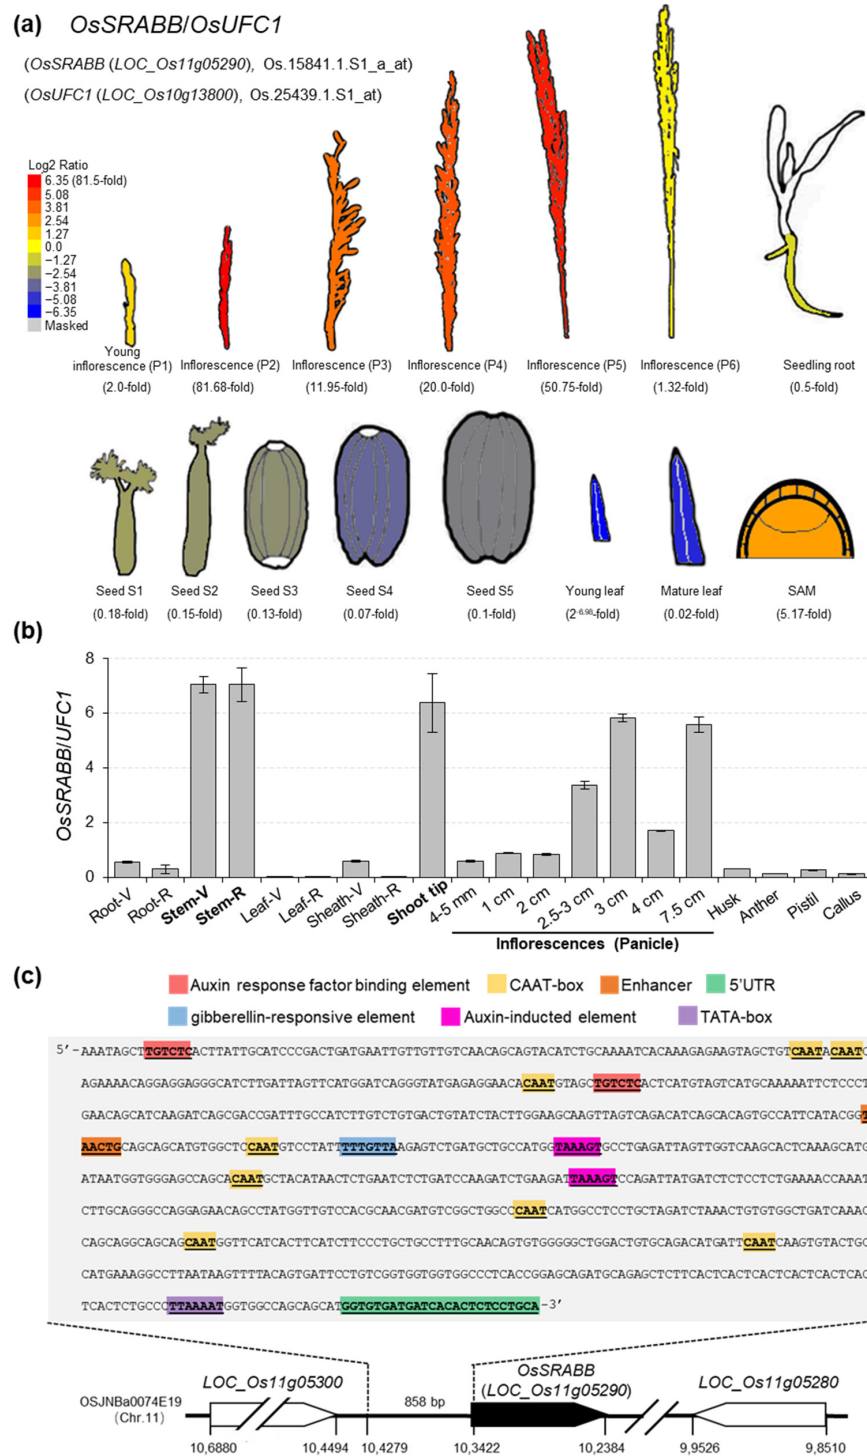 (a) OsSRABB/OsUFC1
(OsSRABB (LOC_Os11g05290), Os.15841.1.S1_a_at)
(OsUFC1 (LOC_Os10g13800), Os.25439.1.S1_at)
Log2 Ratio
6.35 (81.5-fold)
5.08
3.81
2.54
1.27
0.0
−1.27
−2.54
−3.81
−5.08
−6.35
Masked
Young inflorescence (P1)
(2.0-fold)
Inflorescence (P2)
(81.68-fold)
Inflorescence (P3)
(11.95-fold)
Inflorescence (P4)
(20.0-fold)
Inflorescence (P5)
(50.75-fold)
Inflorescence (P6)
(1.32-fold)
Seedling root
(0.5-fold)
Seed S1
(0.18-fold)
Seed S2
(0.15-fold)
Seed S3
(0.13-fold)
Seed S4
(0.07-fold)
Seed S5
(0.1-fold)
Young leaf
(2-6.98-fold)
Mature leaf
(0.02-fold)
SAM
(5.17-fold)
(b)
OsSRABB/UFC1
8
6
4
2
0
Root-V
Root-R
Stem-V
Stem-R
Leaf-V
Leaf-R
Sheath-V
Sheath-R
Shoot tip
4-5 mm
1 cm
2 cm
2.5-3 cm
3 cm
4 cm
7.5 cm
Husk
Anther
Pistil
Callus
Inflorescences (Panicle)
(c)
Auxin response factor binding element CAAT-box Enhancer 5'UTR
gibberellin-responsive element Auxin-inducted element TATA-box
5'-AAATAGCTTGTCTCACTTATTGCATCCCGACTGATGAATTGTTGTTGTCAACAGCAGTACATCTGCAAAATCACAAAGAGAAGTAGCTGTCAATACAATC
AGAAAACAGGAGGAGGGCATCTTGATTAGTTCATGGATCAGGGTATGAGAGGAACACAATGTAGCTGTCTCACTCATGTAGTCATGCAAAAATTCTCCCT
GAACAGCATCAAGATCAGCGACCGATTTGCCATCTTGTCTGTGACTGTATCTACTTGGAAGCAAGTTAGTCAGACATCAGCACAGTGCCATTCATACGGT
AACTGCAGCAGCATGTGGCTCCAATGTCCTATTTTTGTTAAGAGTCTGATGCTGCCATGGTAAAGTGCCTGAGATTAGTTGGTCAAGCACTCAAAGCATG
ATAATGGTGGGAGCCAGCACAATGCTACATAACTCTGAATCTCTGATCCAAGATCTGAAGATTAAAGTCCAGATTATGATCTCTCCTCTGAAAACCAAAT
CTTGCAGGGCCAGGAGAACAGCCTATGGTTGTCCACGCAACGATGTCGGCTGGCCCAATCATGGCCTCCTGCTAGATCTAAACTGTGTGGCTGATCAAAC
CAGCAGGCAGCAGCAATGGTTCATCACTTCATCTTCCCTGCTGCCTTTGCAACAGTGTGGGGGCTGGACTGTGCAGACATGATTCAATCAAGTGTACTGC
CATGAAAGGCCTTAATAAGTTTTACAGTGATTCCTGTCGGTGGTGGTGGCCCTCACCGGAGCAGATGCAGAGCTCTTCACTCACTCACTCACTCACTCAC
TCACTCTGCCCTTAAAATGGTGGCCAGCAGCATGGTGTGATGATCACACTCTCCTGCA-3'
OSJNBa0074E19
(Chr.11)
LOC_Os11g05300
858 bp
OsSRABB
(LOC_Os11g05290)
LOC_Os11g05280
10,6880
10,4494
10,4279
10,3422
10,2384
9,9526
9,8510